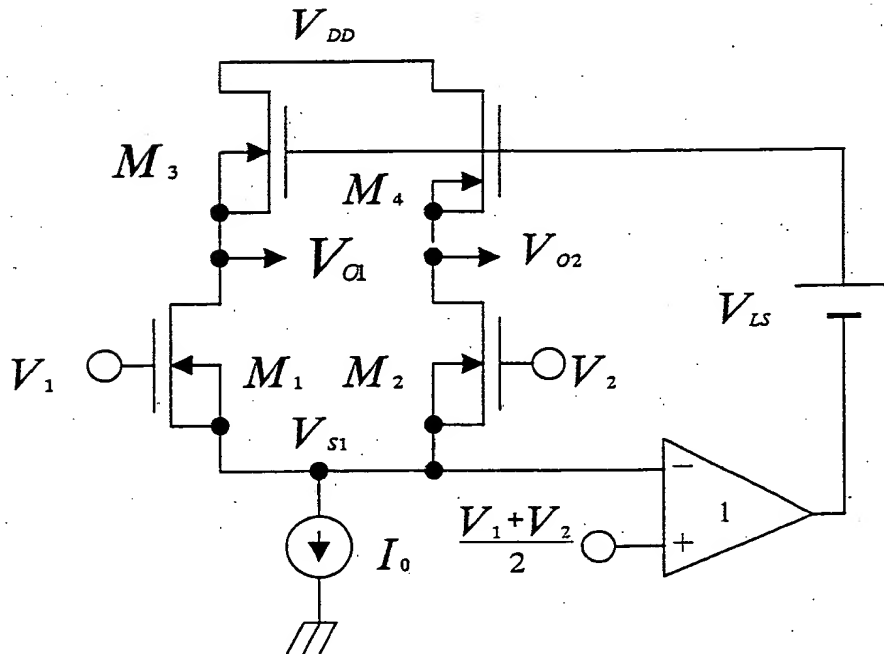 V_DD
M_3
M_4
V_O1
V_O2
V_LS
V_1
M_1
M_2
V_2
V_S1
I_0
V_1+V_2
2
−
1
+